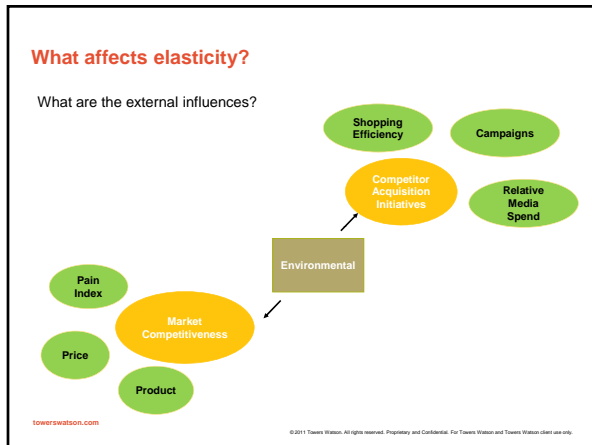 What affects elasticity?
What are the external influences?
Shopping
Efficiency
Campaigns
Competitor
Acquisition
Initiatives
Relative
Media
Spend
Environmental
Pain
Index
Market
Competitiveness
Price
Product
towerswatson.com
© 2011 Towers Watson. All rights reserved. Proprietary and Confidential. For Towers Watson and Towers Watson client use only.